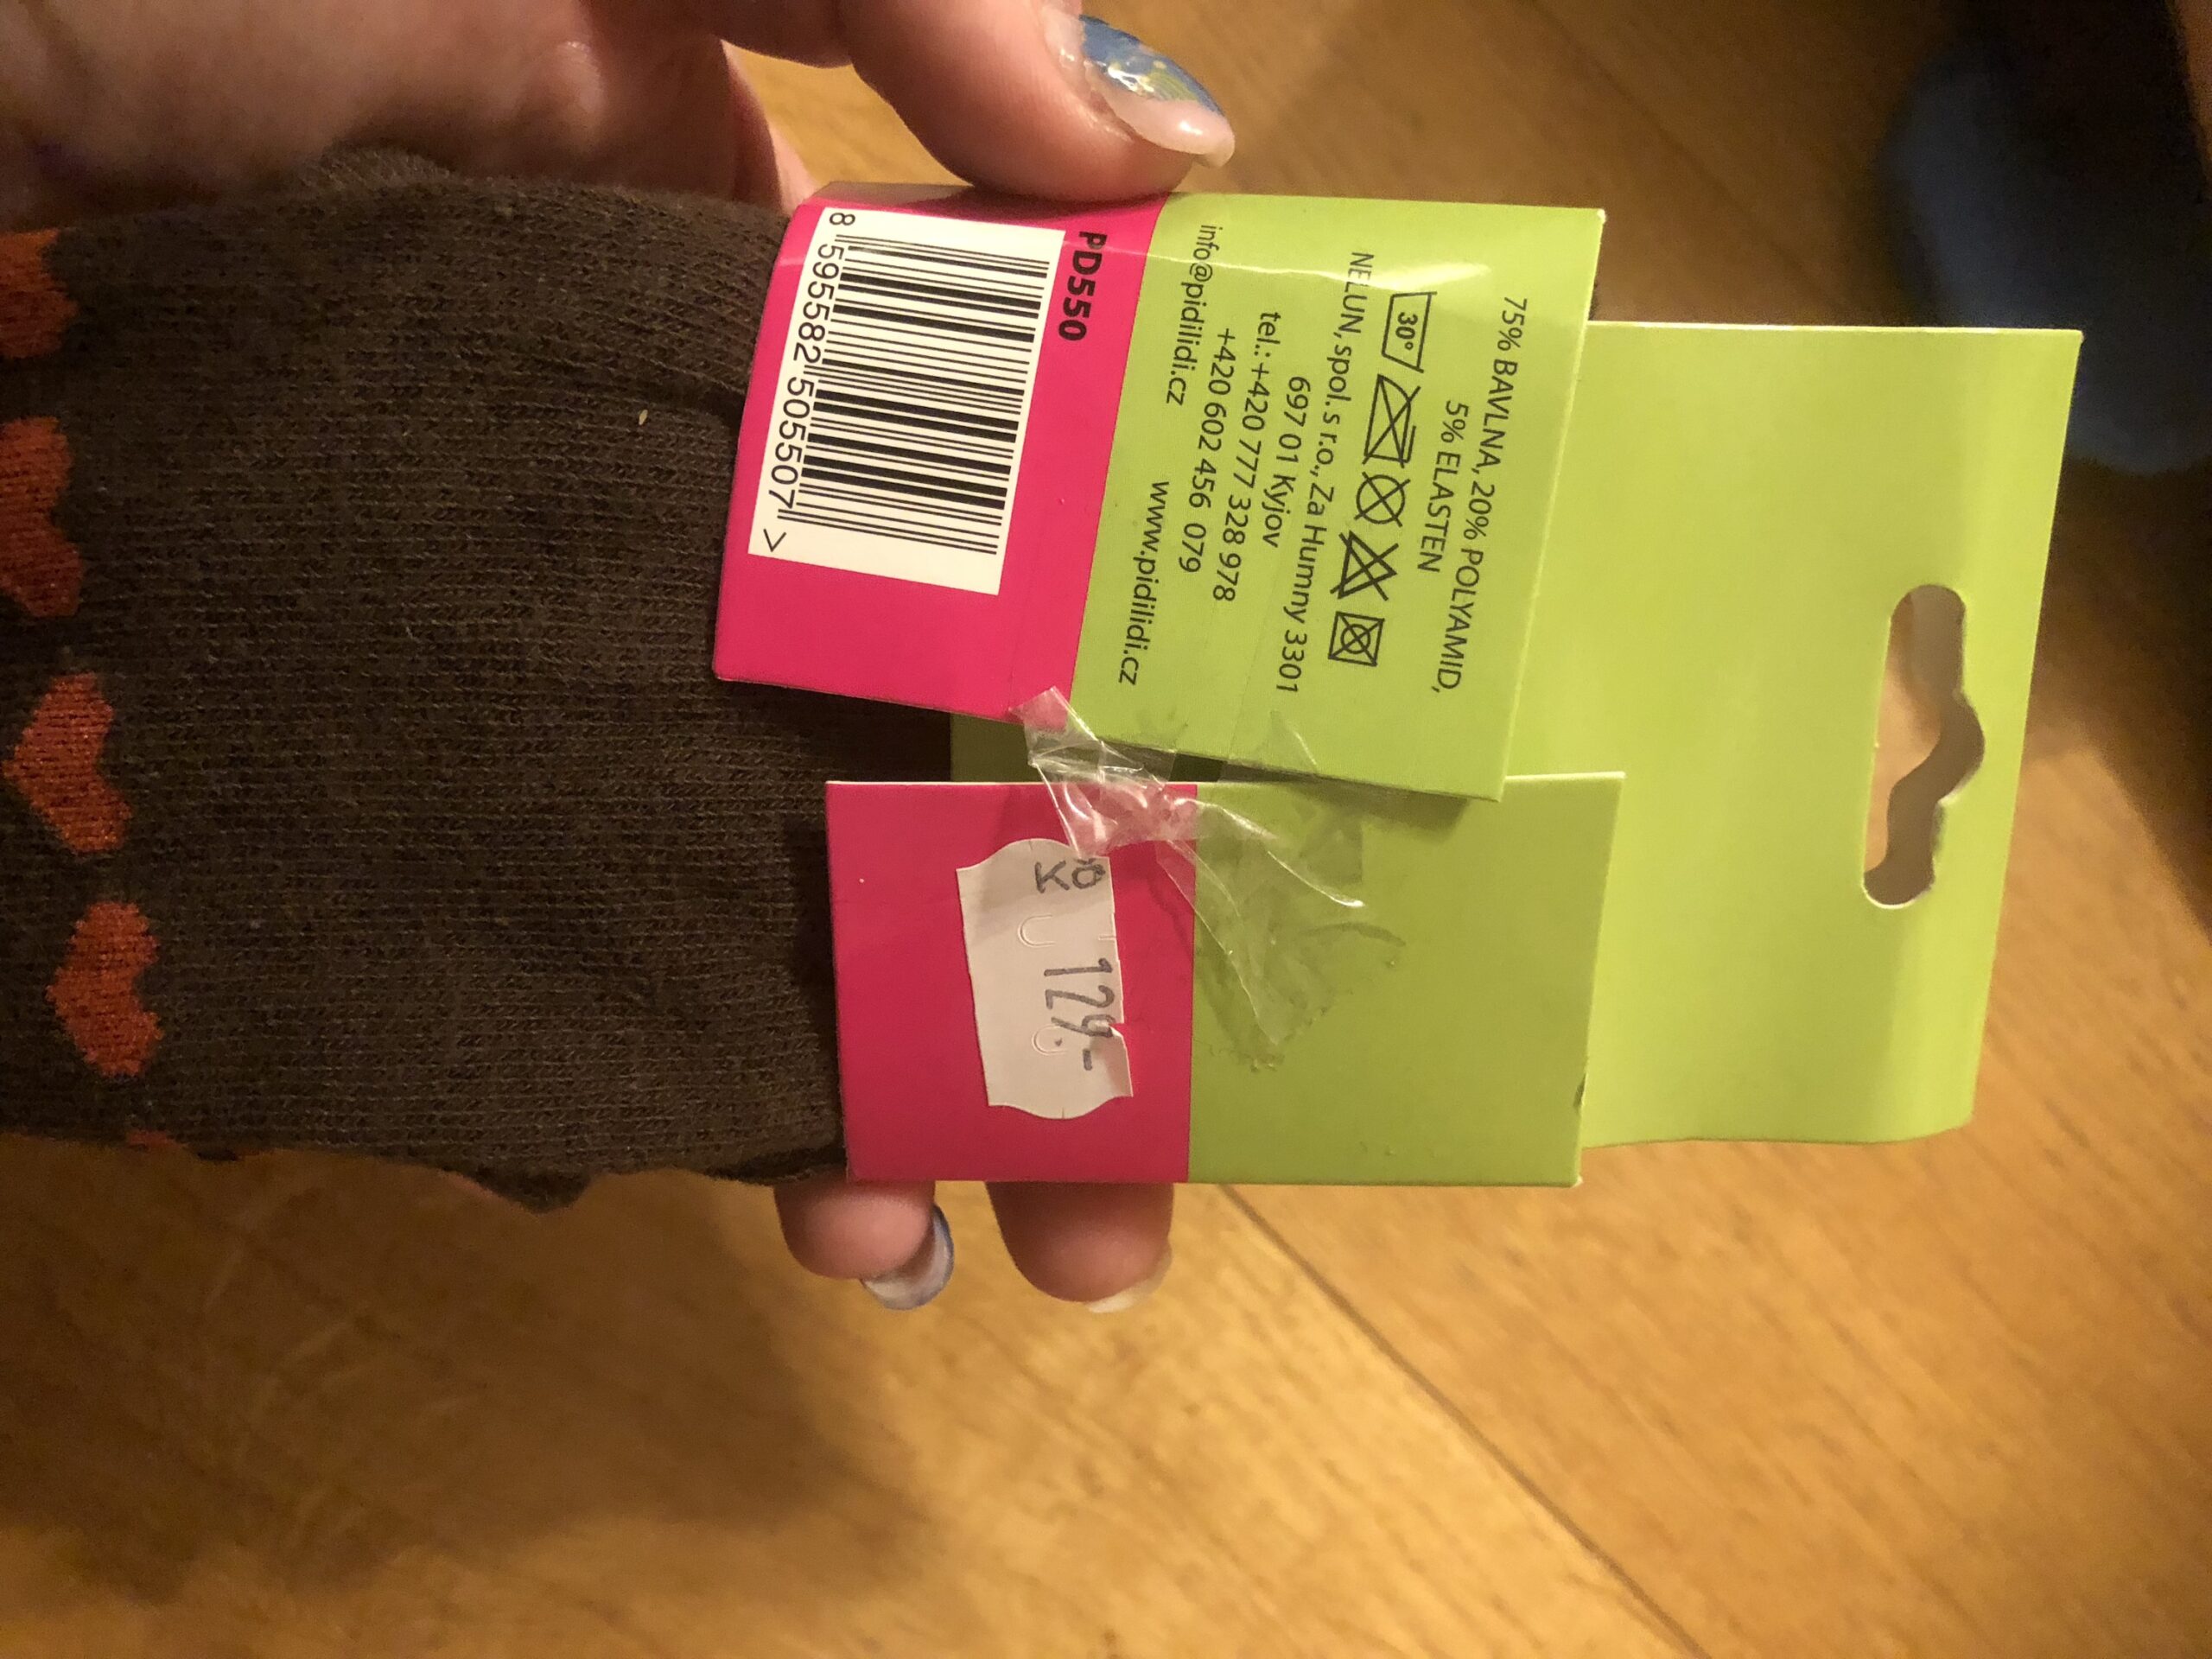 75% BAVLNA, 20% POLYAMID,
5% ELASTEN
30°
NELUN, spol. s r.o., Za Humny 3301
697 01 Kyjov
tel.: +420 777 328 978
+420 602 456 079
info@pidilidi.cz www.pidilidi.cz
PD550
8 595582 505507 >
129.-